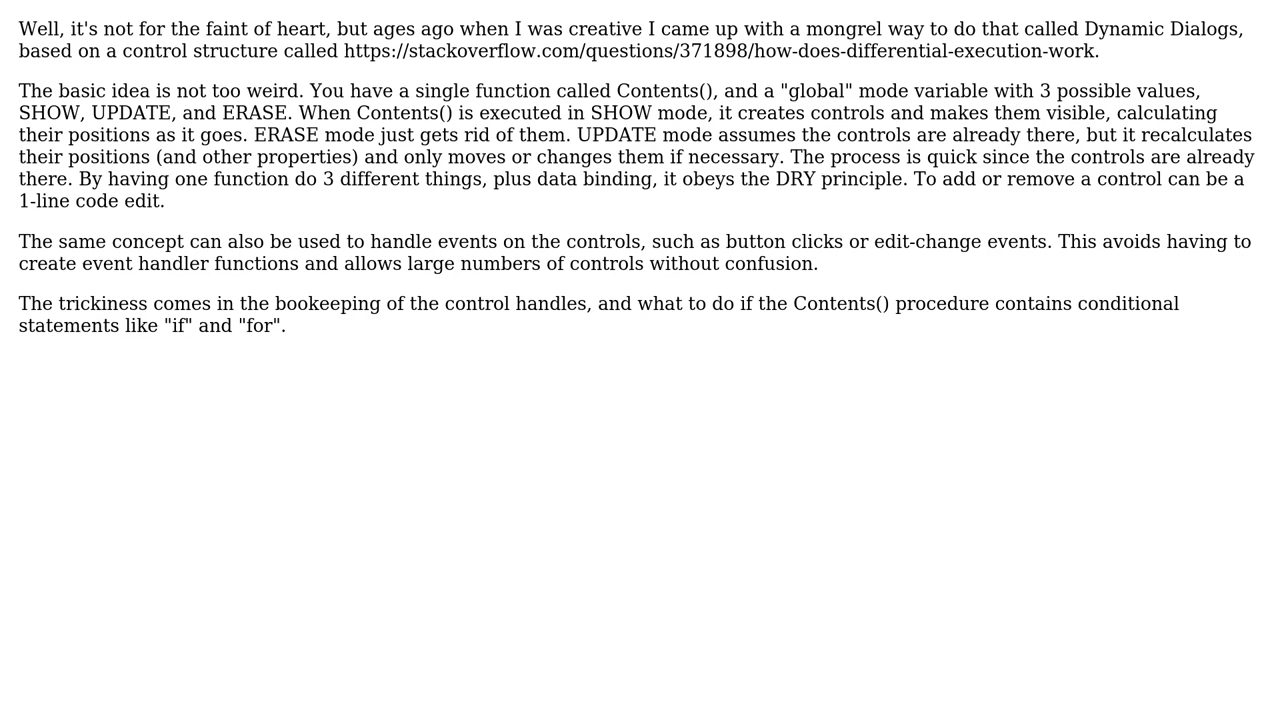 Well, it's not for the faint of heart, but ages ago when I was creative I came up with a mongrel way to do that called Dynamic Dialogs,
based on a control structure called https://stackoverflow.com/questions/371898/how-does-differential-execution-work.
The basic idea is not too weird. You have a single function called Contents(), and a "global" mode variable with 3 possible values,
SHOW, UPDATE, and ERASE. When Contents() is executed in SHOW mode, it creates controls and makes them visible, calculating
their positions as it goes. ERASE mode just gets rid of them. UPDATE mode assumes the controls are already there, but it recalculates
their positions (and other properties) and only moves or changes them if necessary. The process is quick since the controls are already
there. By having one function do 3 different things, plus data binding, it obeys the DRY principle. To add or remove a control can be a
1-line code edit.
The same concept can also be used to handle events on the controls, such as button clicks or edit-change events. This avoids having to
create event handler functions and allows large numbers of controls without confusion.
The trickiness comes in the bookeeping of the control handles, and what to do if the Contents() procedure contains conditional
statements like "if" and "for".